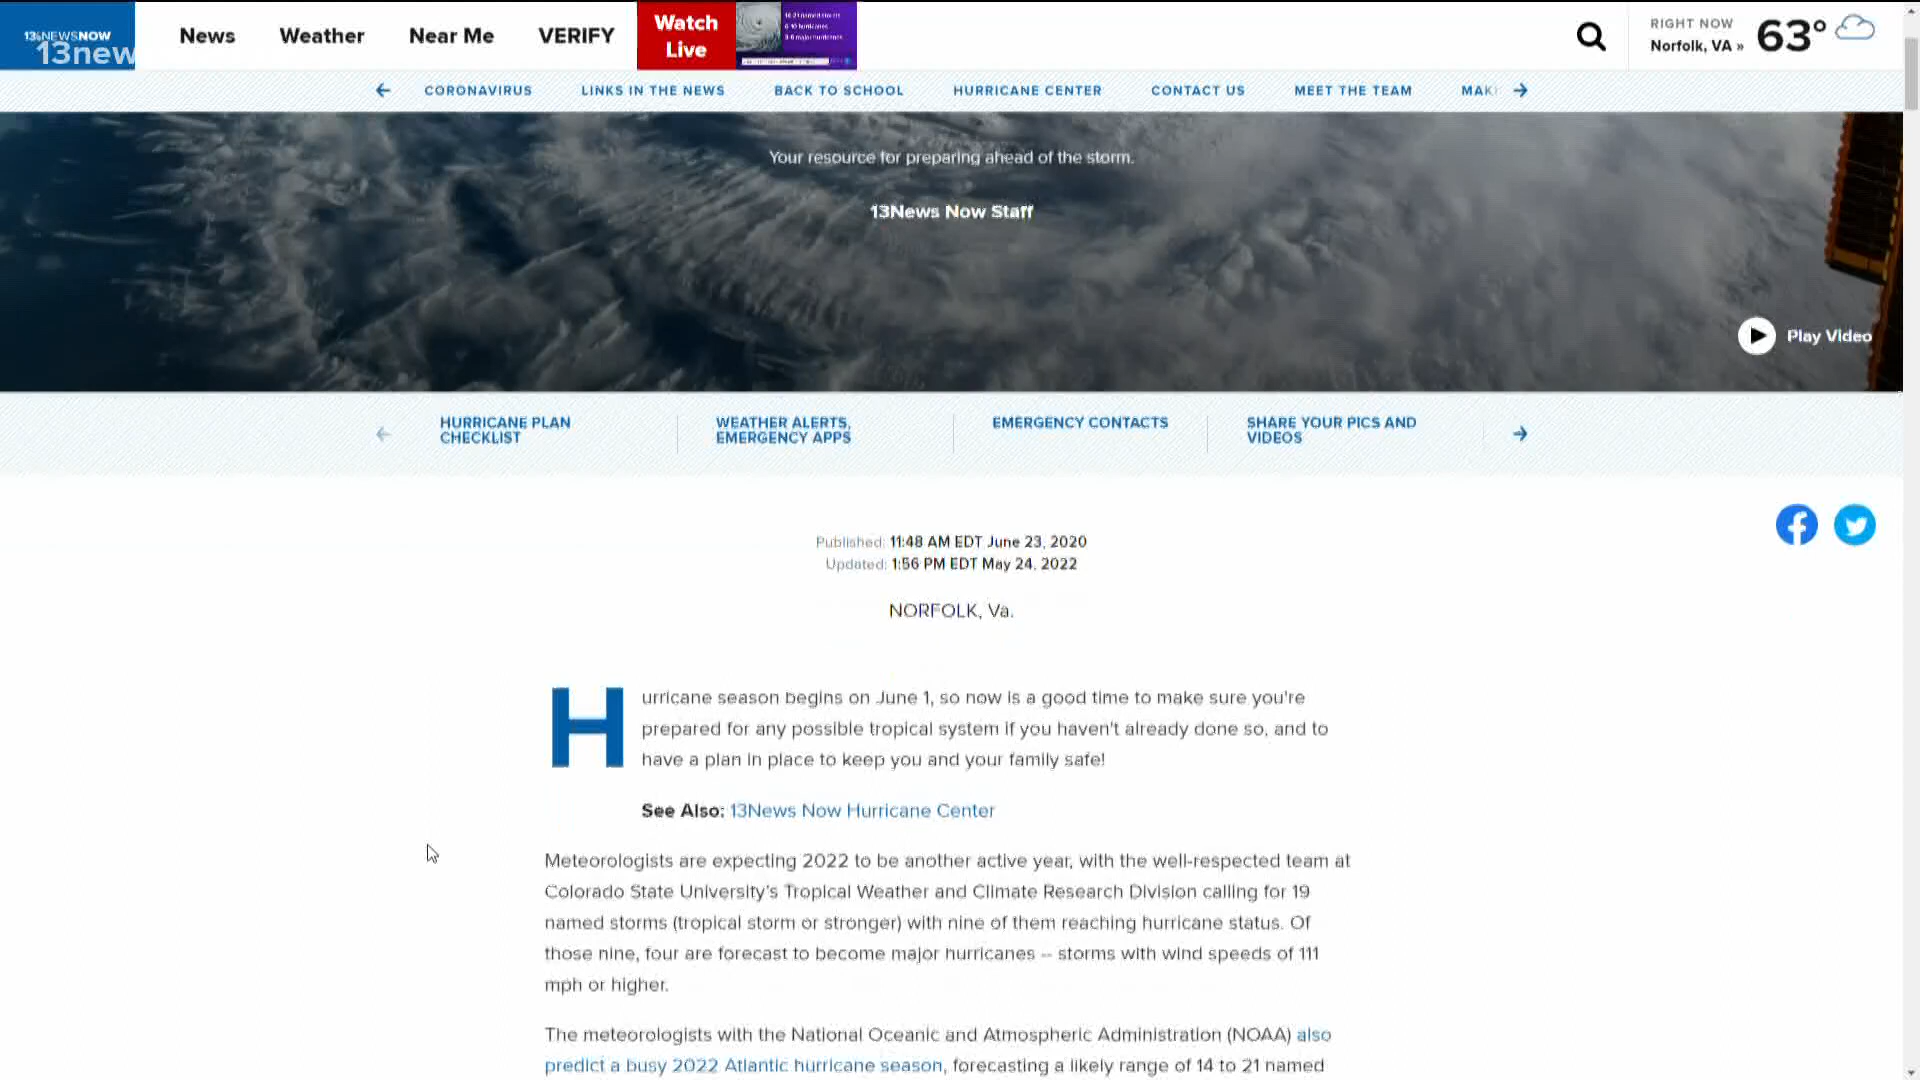 13NEWSNOW
13new
News
Weather
Near Me
VERIFY
Watch
Live
RIGHT NOW
Norfolk, VA »
63°
CORONAVIRUS
LINKS IN THE NEWS
BACK TO SCHOOL
HURRICANE CENTER
CONTACT US
MEET THE TEAM
MAK
Your resource for preparing ahead of the storm.
13News Now Staff
Play Video
HURRICANE PLAN
CHECKLIST
WEATHER ALERTS,
EMERGENCY APPS
EMERGENCY CONTACTS
SHARE YOUR PICS AND
VIDEOS
Published: 11:48 AM EDT June 23, 2020
Updated: 1:56 PM EDT May 24, 2022
NORFOLK, Va.
Hurricane season begins on June 1, so now is a good time to make sure you're
prepared for any possible tropical system if you haven't already done so, and to
have a plan in place to keep you and your family safe!
See Also: 13News Now Hurricane Center
Meteorologists are expecting 2022 to be another active year, with the well-respected team at
Colorado State University's Tropical Weather and Climate Research Division calling for 19
named storms (tropical storm or stronger) with nine of them reaching hurricane status. Of
those nine, four are forecast to become major hurricanes -- storms with wind speeds of 111
mph or higher.
The meteorologists with the National Oceanic and Atmospheric Administration (NOAA) also
predict a busy 2022 Atlantic hurricane season, forecasting a likely range of 14 to 21 named